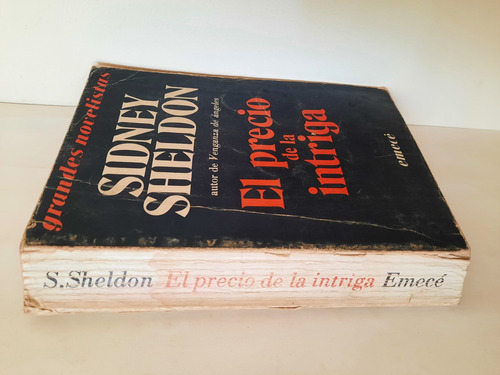 grandes novelistas
SIDNEY
SHELDON
autor de Venganza de ángeles
El precio
de la
intriga
emecé
S.Sheldon El precio de la intriga Emecé